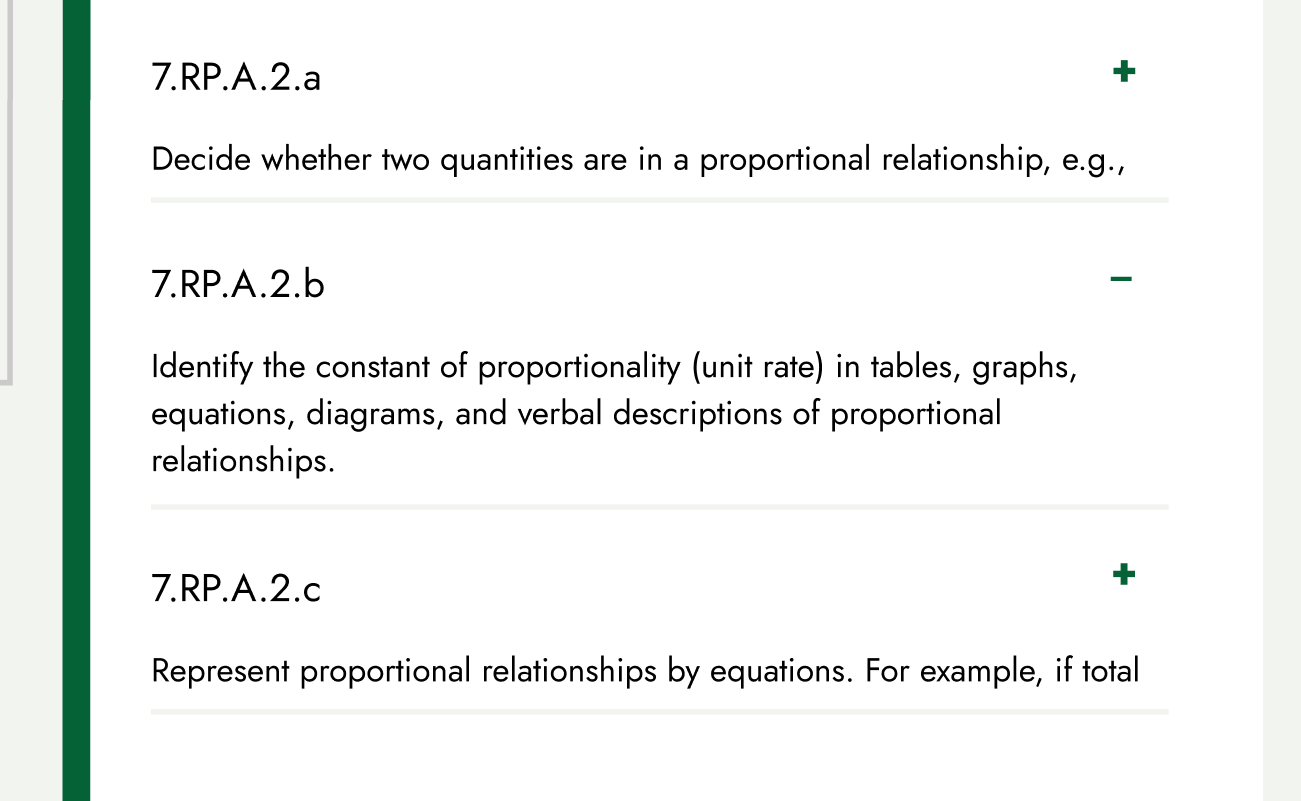 7.RP.A.2.a
Decide whether two quantities are in a proportional relationship, e.g.,
7.RP.A.2.b
Identify the constant of proportionality (unit rate) in tables, graphs,
equations, diagrams, and verbal descriptions of proportional
relationships.
7.RP.A.2.c
Represent proportional relationships by equations. For example, if total